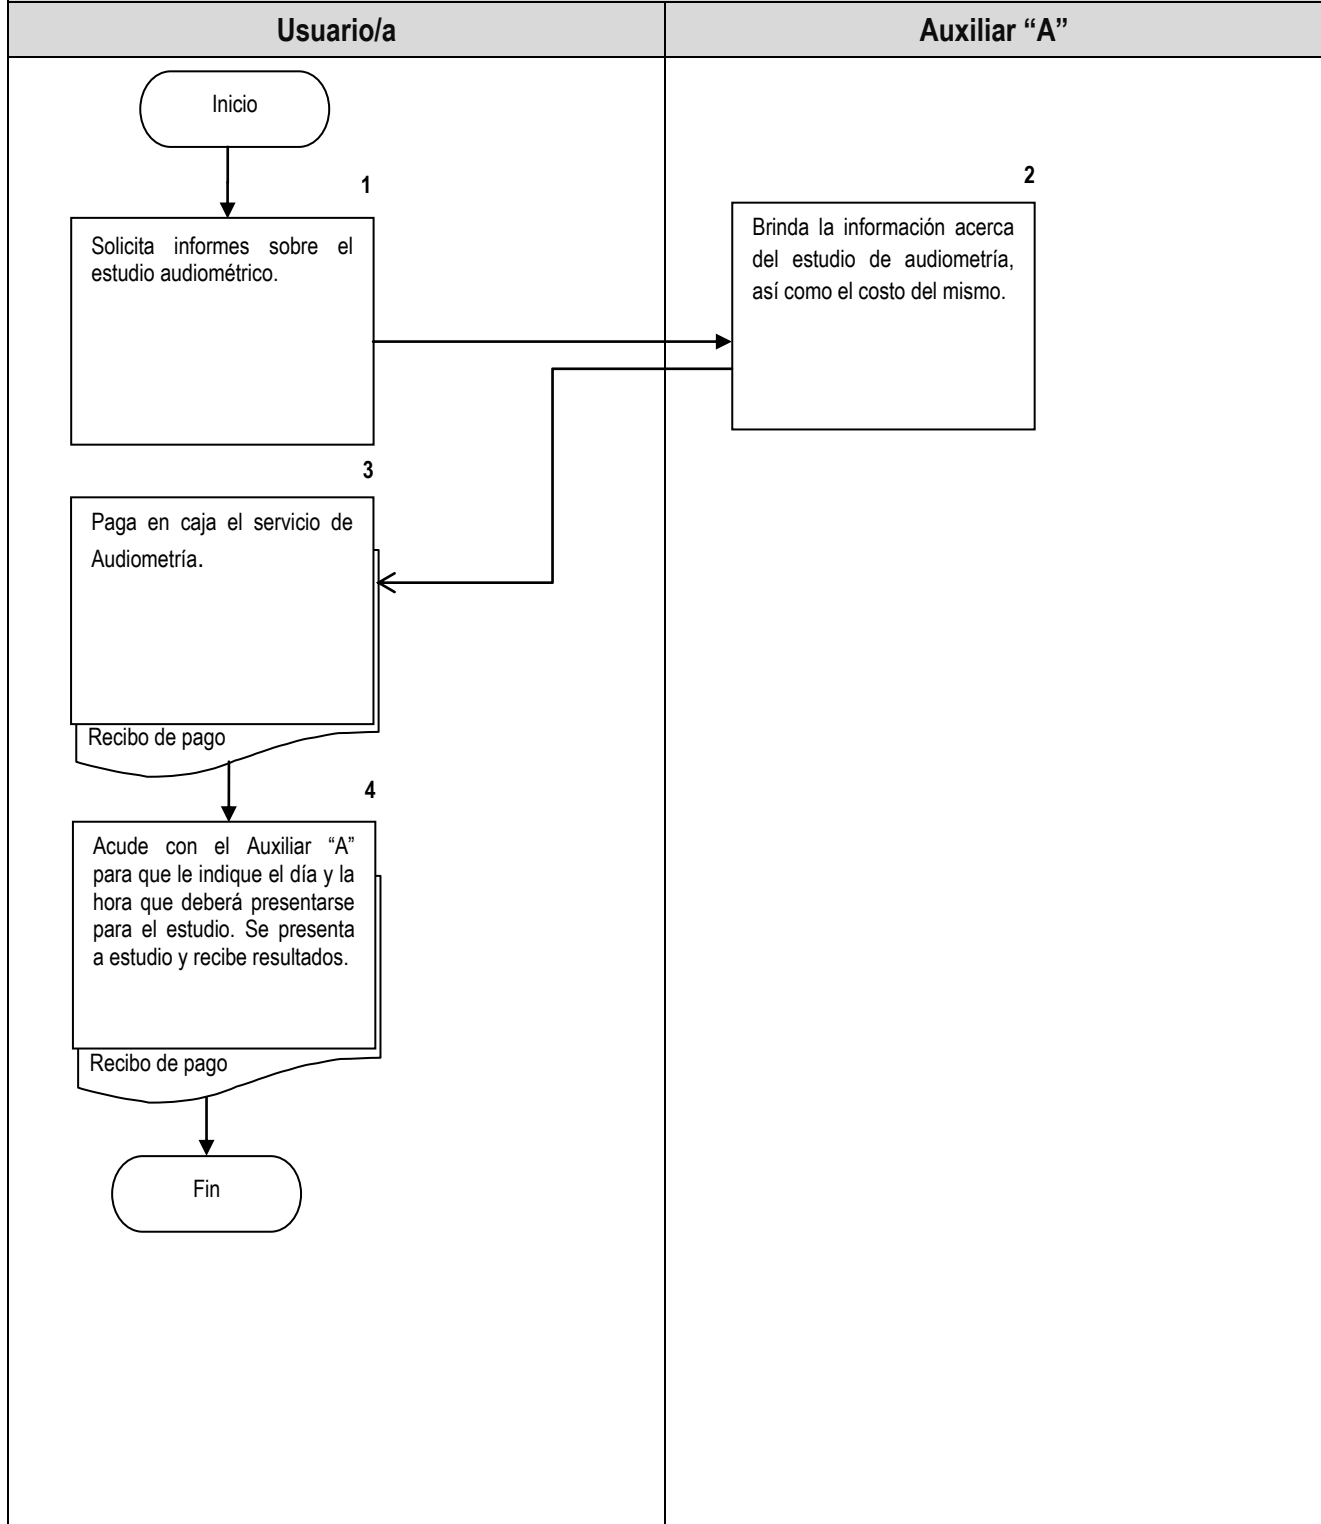 Usuario/a
Auxiliar “A”
Inicio
1
Solicita informes sobre el
estudio audiométrico.
2
Brinda la información acerca
del estudio de audiometría,
así como el costo del mismo.
3
Paga en caja el servicio de
Audiometría.
Recibo de pago
4
Acude con el Auxiliar “A”
para que le indique el día y la
hora que deberá presentarse
para el estudio. Se presenta
a estudio y recibe resultados.
Recibo de pago
Fin